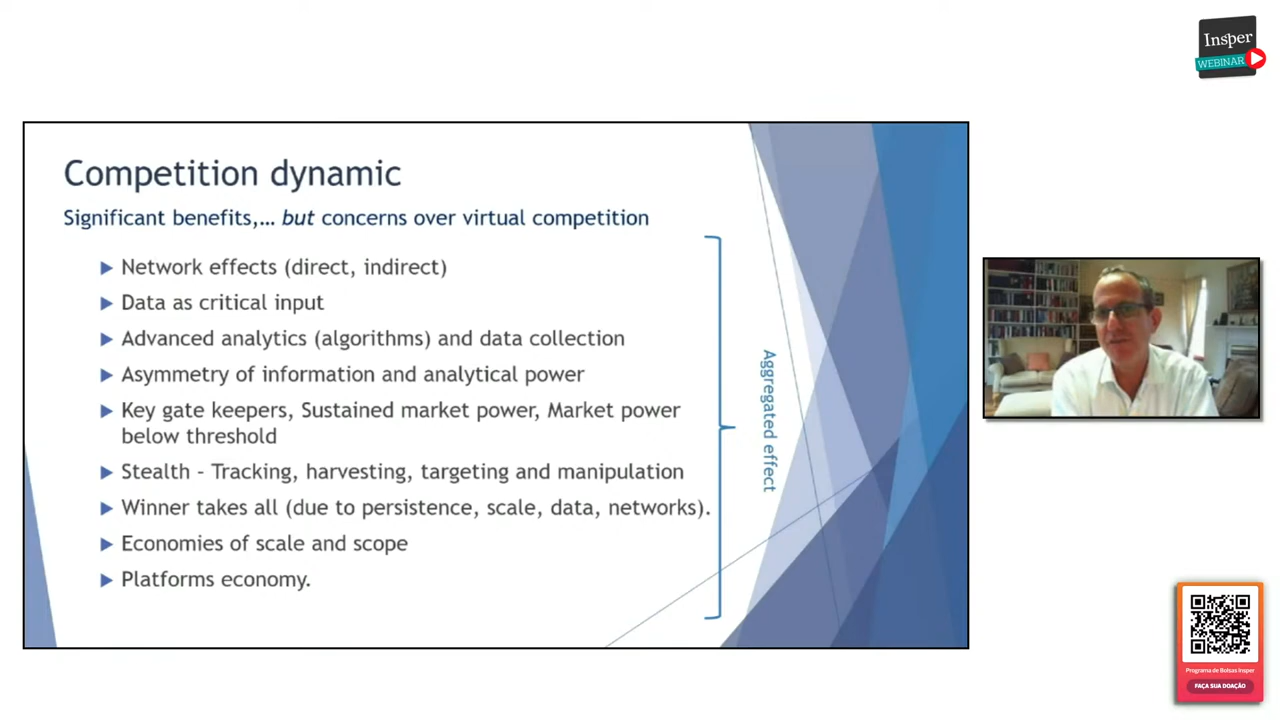 Insper
WEBINAR
Competition dynamic
Significant benefits,... but concerns over virtual competition
Network effects (direct, indirect)
Data as critical input
Advanced analytics (algorithms) and data collection
Asymmetry of information and analytical power
Key gate keepers, Sustained market power, Market power
below threshold
Stealth – Tracking, harvesting, targeting and manipulation
Winner takes all (due to persistence, scale, data, networks).
Economies of scale and scope
Platforms economy.
Aggregated effect
Programa de Bolsas Insper
FAÇA SUA DOAÇÃO